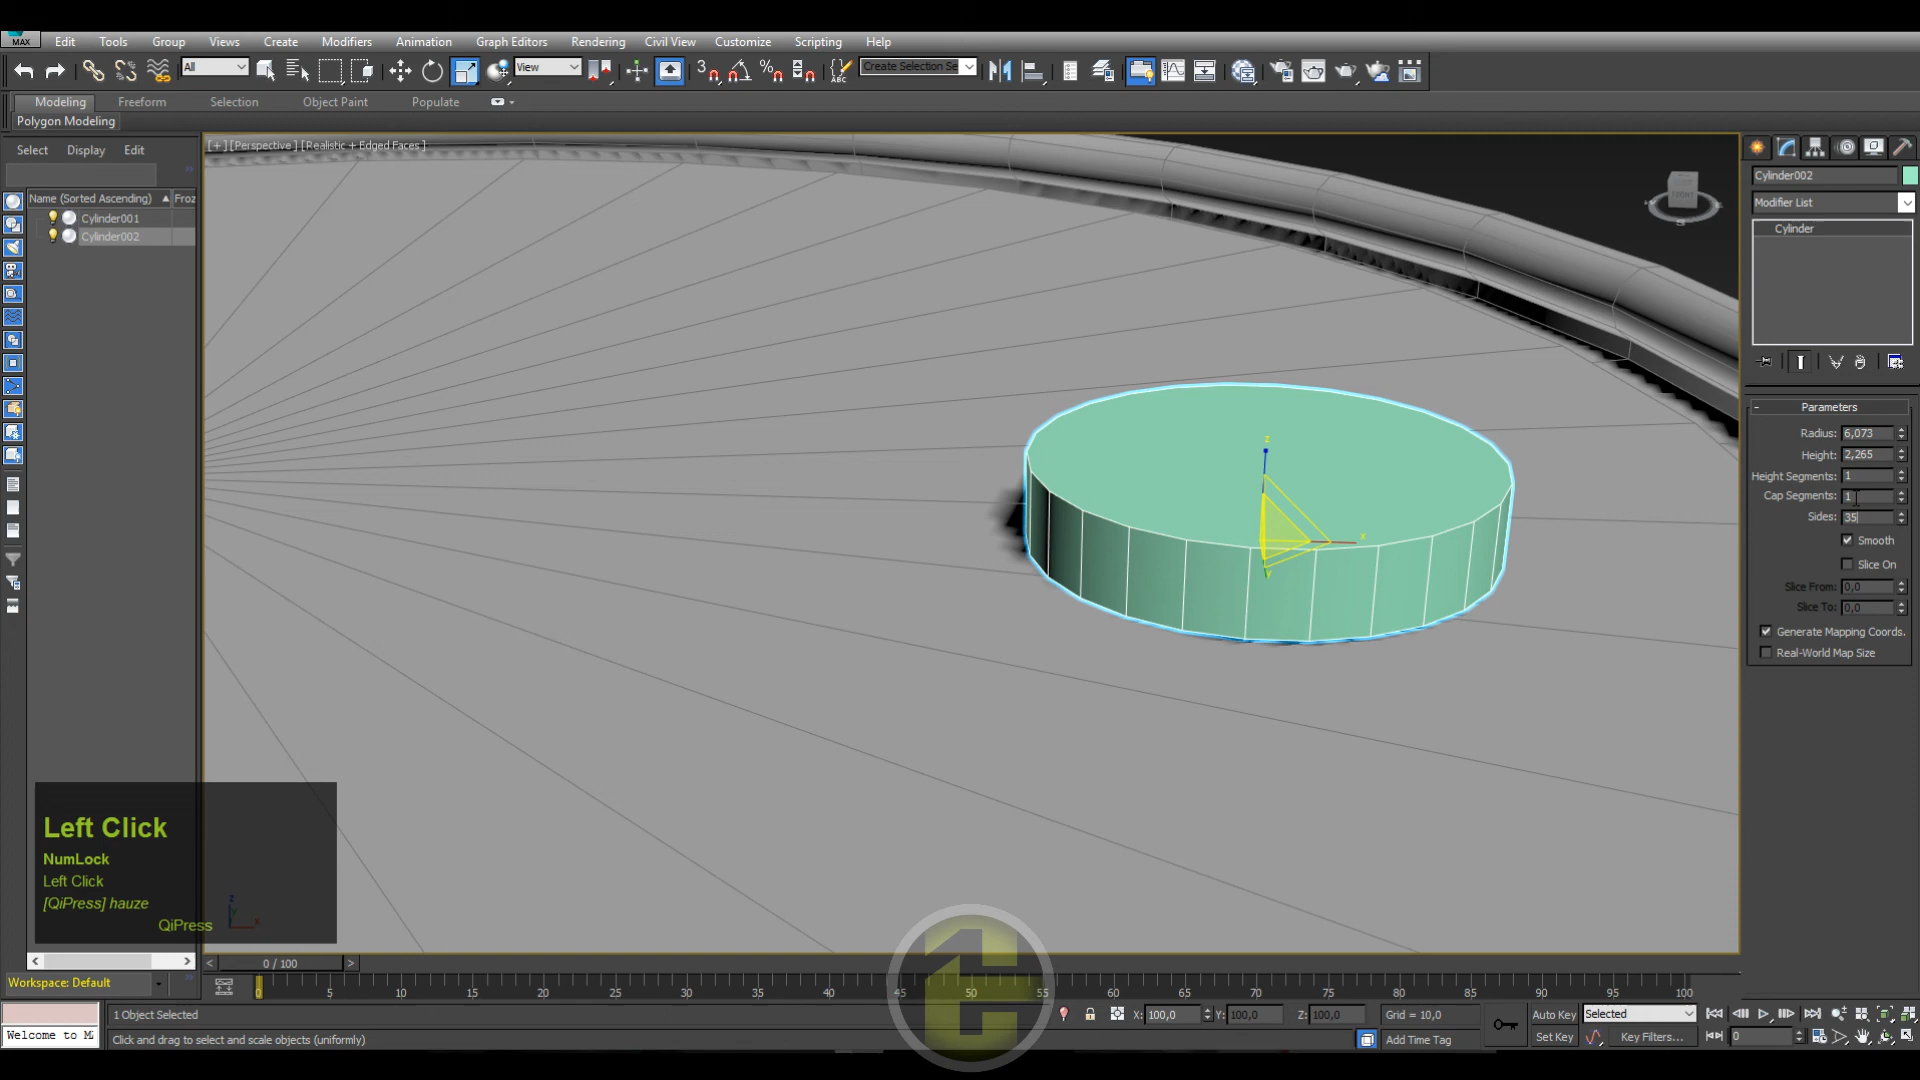 MAX
Edit Tools Group Views Create Modifiers Animation Graph Editors Rendering Civil View Customize Scripting Help
All View Create Selection Se
Modeling Freeform Selection Object Paint Populate
Polygon Modeling
Select Display Edit
[+] [Perspective] [Realistic + Edged Faces]
Name (Sorted Ascending) Froz
Cylinder001
Cylinder002
FRONT
Cylinder002
Modifier List
Cylinder
Parameters
Radius: 6,073
Height: 2,265
Height Segments: 1
Cap Segments: 1
Sides: 35
Smooth
Slice On
Slice From: 0,0
Slice To: 0,0
Generate Mapping Coords.
Real-World Map Size
z
x
y
Left Click
NumLock
Left Click
[QiPress] hauze
QiPress
z
y
x
0 / 100
Workspace: Default
0 5 10 15 20 25 30 35 40 45 50 55 60 65 70 75 80 85 90 95 100
1 Object Selected
X: 100,0 Y: 100,0 Z: 100,0 Grid = 10,0
Auto Key Selected
Welcome to M
Click and drag to select and scale objects (uniformly)
Add Time Tag
Set Key Key Filters... 0